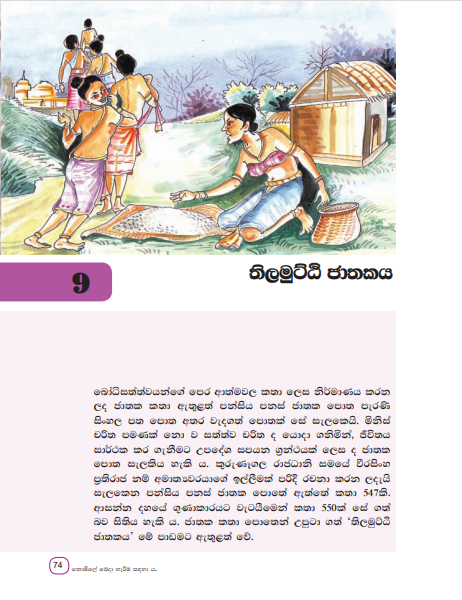 9
තිලමුට්ඨි ජාතකය
බෝධිසත්ත්වයන්ගේ පෙර ආත්මවල කතා ලෙස නිර්මාණය කරන
ලද ජාතක කතා ඇතුළත් පන්සිය පනස් ජාතක පොත පැරණි
සිංහල පත පොත අතර වැදගත් පොතක් සේ සැලකෙයි. මිනිස්
චරිත පමණක් නො ව සත්ත්ව චරිත ද යොදා ගනිමින්, ජීවිතය
සාර්ථක කර ගැනීමට උපදේශ සපයන ග්‍රන්ථයක් ලෙස ද ජාතක
පොත සැලකිය හැකි ය. කුරුණෑගල රාජධානි සමයේ වීරසිංහ
ප්‍රතිරාජ නම් අමාත්‍යවරයාගේ ඉල්ලීමක් පරිදි රචනා කරන ලදැයි
සැලකෙන පන්සිය පනස් ජාතක පොතේ ඇත්තේ කතා 547කි.
ආසන්න දහයේ ගුණාකාරයට වැටයීමෙන් කතා 550ක් සේ ගත්
බව සිතිය හැකි ය. ජාතක කතා පොතෙන් උපුටා ගත් ‘තිලමුට්ඨි
ජාතකය’ මේ පාඩමට ඇතුළත් වේ.
74
නොමිලේ බෙදා හැරීම සඳහා ය.